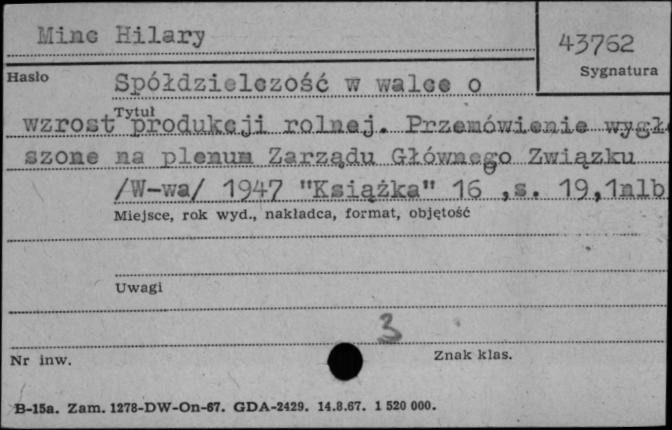 Minc Hilary
43762
Hasło
Sygnatura
Spółdzielczość w walce o
Tytuł
wzrost produkcji rolnej. Przemówienie wygło
szone na plenum Zarządu Głównego Związku
/W-wa/ 1947 "Książka" 16°, s. 19,1nlb
Miejsce, rok wyd., nakładca, format, objętość
Uwagi
3
Nr inw.
Znak klas.
B-15a. Zam. 1278-DW-On-67. GDA-2429. 14.8.67. 1 520 000.